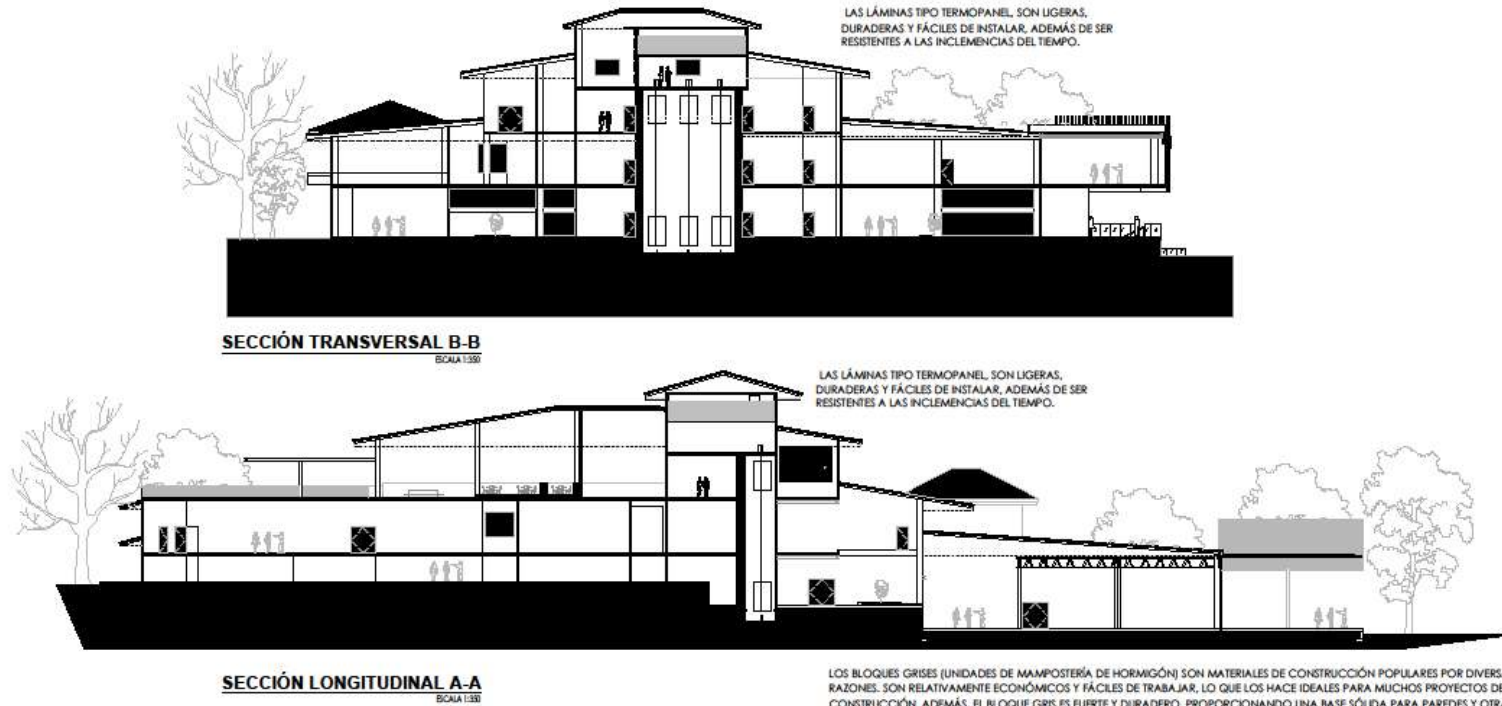 LAS LÁMINAS TIPO TERMOPANEL, SON LIGERAS,
DURADERAS Y FÁCILES DE INSTALAR, ADEMÁS DE SER
RESISTENTES A LAS INCLEMENCIAS DEL TIEMPO.
SECCIÓN TRANSVERSAL B-B
ESCALA 1:350
LAS LÁMINAS TIPO TERMOPANEL, SON LIGERAS,
DURADERAS Y FÁCILES DE INSTALAR, ADEMÁS DE SER
RESISTENTES A LAS INCLEMENCIAS DEL TIEMPO.
SECCIÓN LONGITUDINAL A-A
ESCALA 1:350
LOS BLOQUES GRISES (UNIDADES DE MAMPOSTERÍA DE HORMIGÓN) SON MATERIALES DE CONSTRUCCIÓN POPULARES POR DIVERSA
RAZONES. SON RELATIVAMENTE ECONÓMICOS Y FÁCILES DE TRABAJAR, LO QUE LOS HACE IDEALES PARA MUCHOS PROYECTOS DE
CONSTRUCCIÓN. ADEMÁS, EL BLOQUE GRIS ES FUERTE Y DURADERO, PROPORCIONANDO UNA BASE SÓLIDA PARA PAREDES Y OTRA